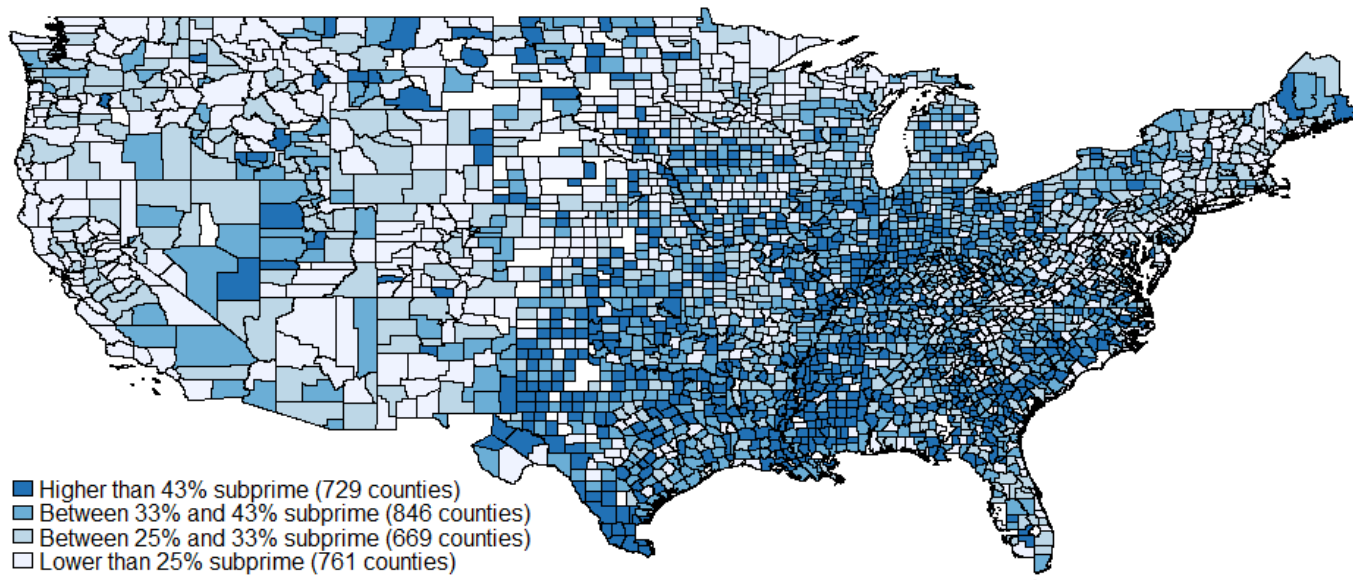 Higher than 43% subprime (729 counties)
Between 33% and 43% subprime (846 counties)
Between 25% and 33% subprime (669 counties)
Lower than 25% subprime (761 counties)